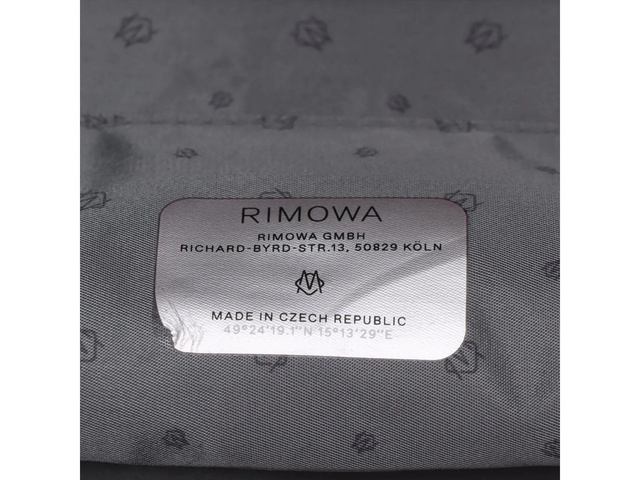 RIMOWA
RIMOWA GMBH
RICHARD-BYRD-STR.13, 50829 KÖLN
MADE IN CZECH REPUBLIC
49°24'19.1"N 15°13'29"E